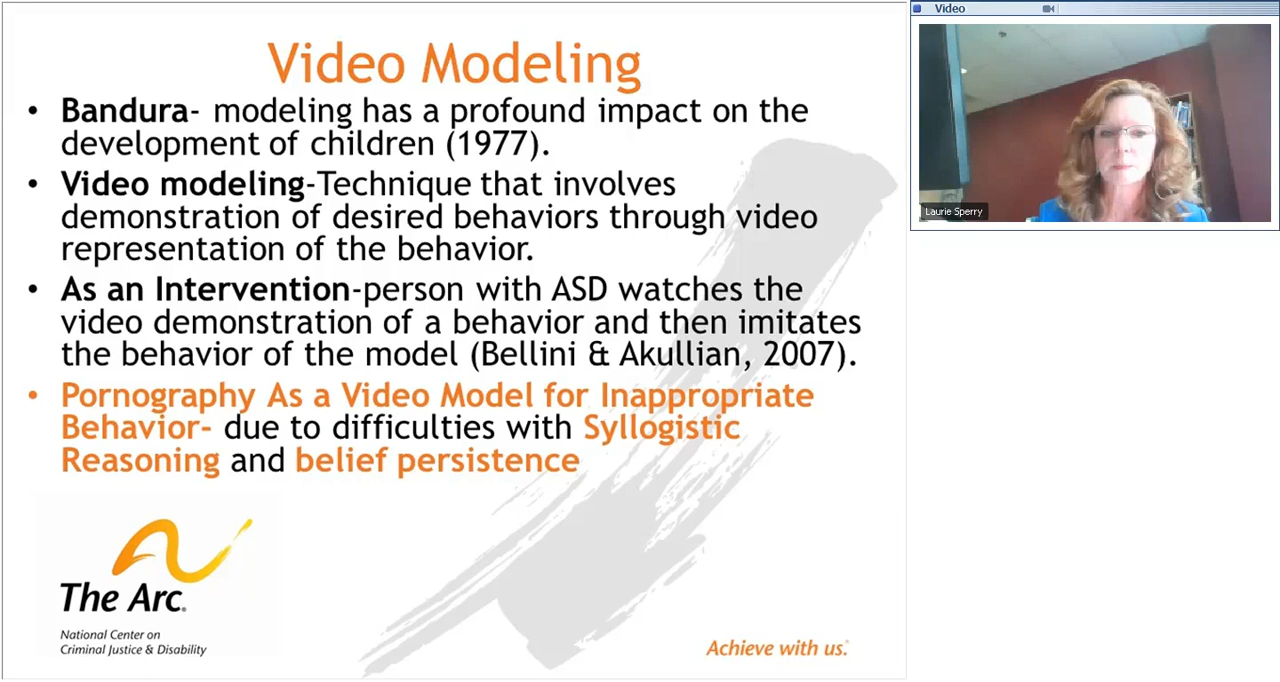 Video Modeling
• Bandura- modeling has a profound impact on the
development of children (1977).
• Video modeling-Technique that involves
demonstration of desired behaviors through video
representation of the behavior.
• As an Intervention-person with ASD watches the
video demonstration of a behavior and then imitates
the behavior of the model (Bellini & Akullian, 2007).
• Pornography As a Video Model for Inappropriate
Behavior- due to difficulties with Syllogistic
Reasoning and belief persistence
The Arc.
National Center on
Criminal Justice & Disability
Achieve with us.
Video
Laurie Sperry